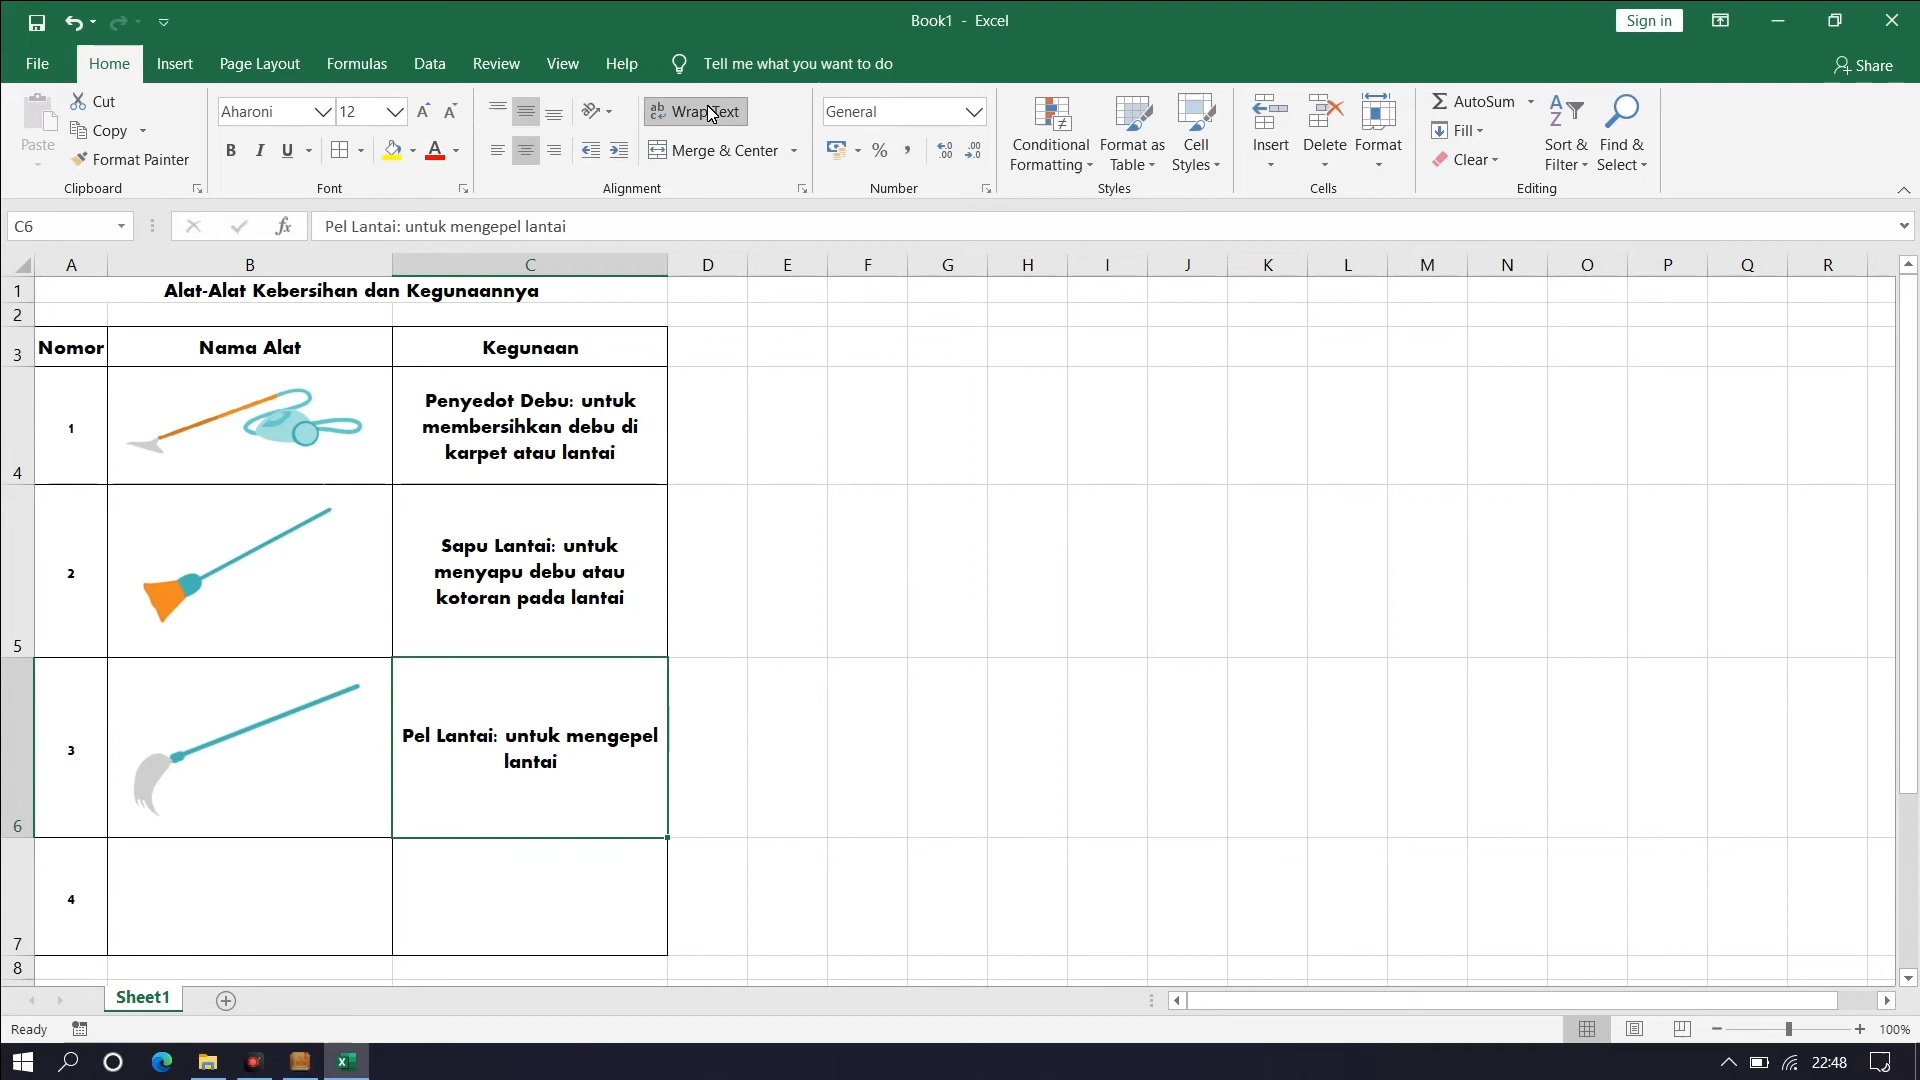 Book1 - Excel
Sign in
File Home Insert Page Layout Formulas Data Review View Help Tell me what you want to do Share
Paste Cut
Copy
Format Painter
Clipboard
Aharoni 12
B I U A
Font
Wrap Text
Merge & Center
Alignment
General
%
Number
Conditional Formatting
Format as Table
Cell Styles
Styles
Insert Delete Format
Cells
AutoSum
Fill
Clear
Sort & Filter
Find & Select
Editing
C6 fx Pel Lantai: untuk mengepel lantai
A B C D E F G H I J K L M N O P Q R
1 Alat-Alat Kebersihan dan Kegunaannya
2
3 Nomor Nama Alat Kegunaan
4 1 Penyedot Debu: untuk
membersihkan debu di
karpet atau lantai
5 2 Sapu Lantai: untuk
menyapu debu atau
kotoran pada lantai
6 3 Pel Lantai: untuk mengepel
lantai
7 4
8
Sheet1
Ready 100%
22:48